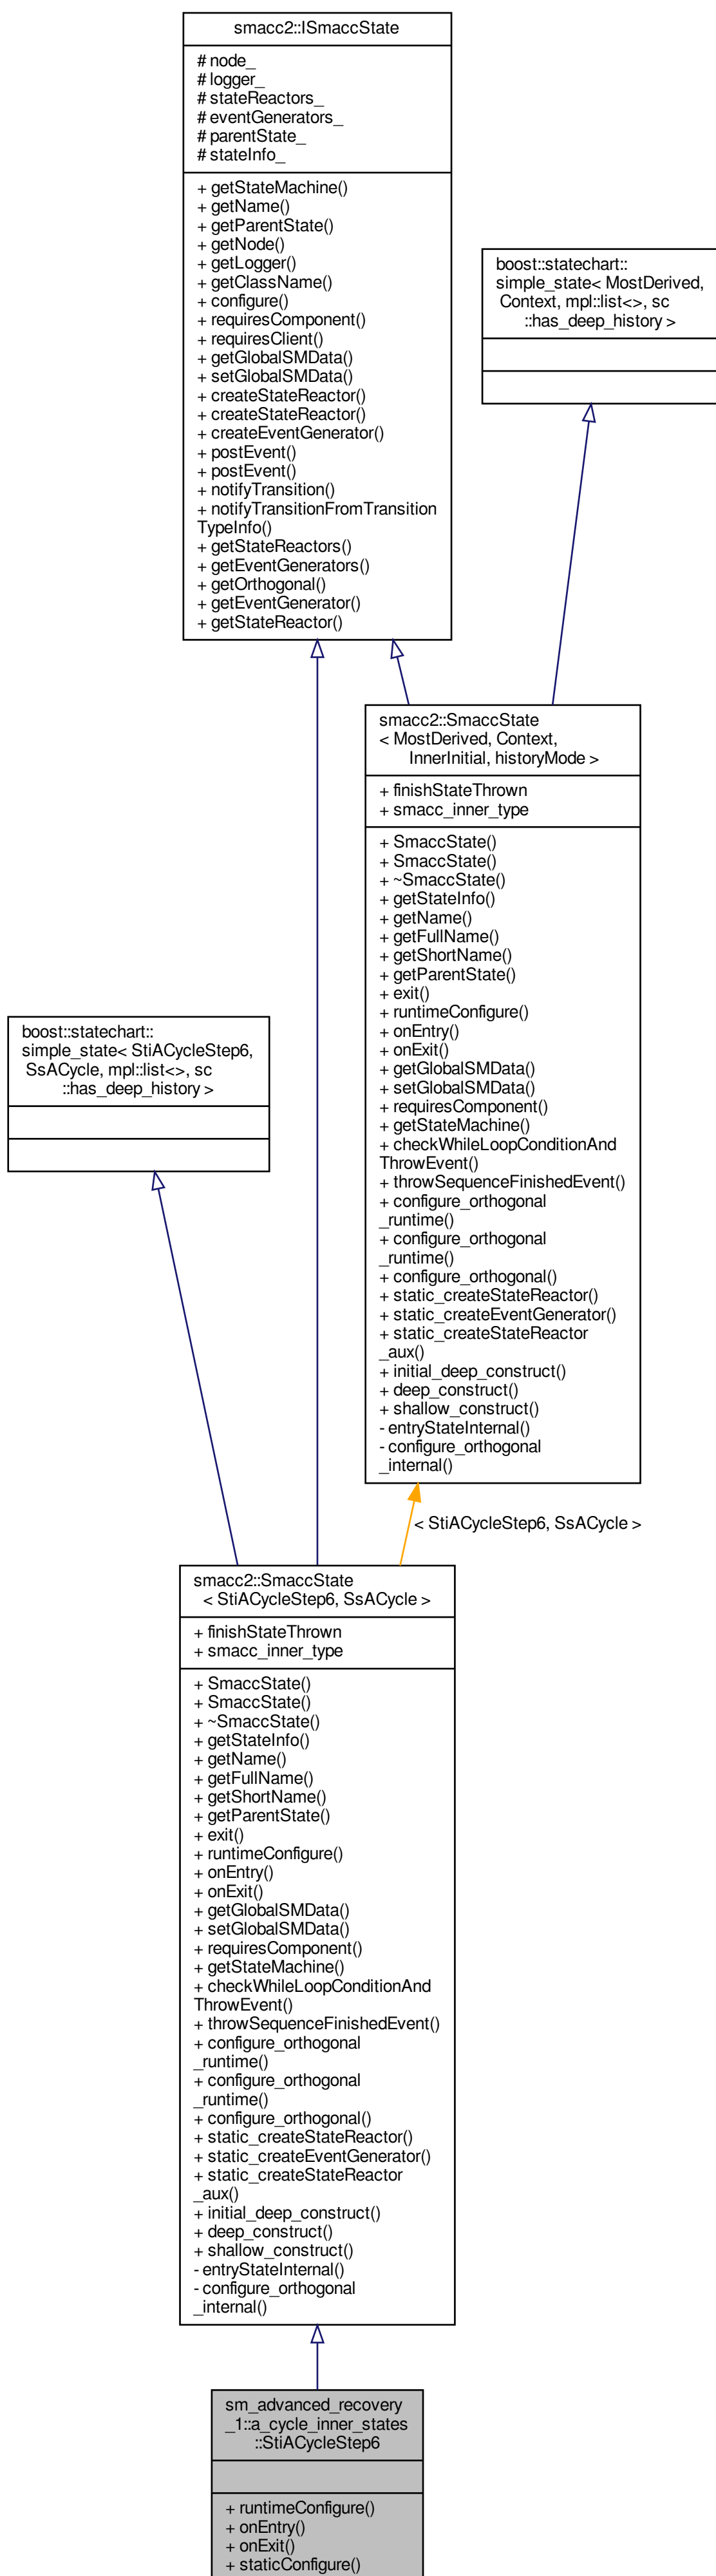 smacc2::ISmaccState
# node_
# logger_
# stateReactors_
# eventGenerators_
# parentState_
# stateInfo_
+ getStateMachine()
+ getName()
+ getParentState()
+ getNode()
+ getLogger()
+ getClassName()
+ configure()
+ requiresComponent()
+ requiresClient()
+ getGlobalSMData()
+ setGlobalSMData()
+ createStateReactor()
+ createStateReactor()
+ createEventGenerator()
+ postEvent()
+ postEvent()
+ notifyTransition()
+ notifyTransitionFromTransition
TypeInfo()
+ getStateReactors()
+ getEventGenerators()
+ getOrthogonal()
+ getEventGenerator()
+ getStateReactor()
boost::statechart::
simple_state< MostDerived,
Context, mpl::list<>, sc
::has_deep_history >
smacc2::SmaccState
< MostDerived, Context,
InnerInitial, historyMode >
+ finishStateThrown
+ smacc_inner_type
+ SmaccState()
+ SmaccState()
+ ~SmaccState()
+ getStateInfo()
+ getName()
+ getFullName()
+ getShortName()
+ getParentState()
+ exit()
+ runtimeConfigure()
+ onEntry()
+ onExit()
+ getGlobalSMData()
+ setGlobalSMData()
+ requiresComponent()
+ getStateMachine()
+ checkWhileLoopConditionAnd
ThrowEvent()
+ throwSequenceFinishedEvent()
+ configure_orthogonal
_runtime()
+ configure_orthogonal
_runtime()
+ configure_orthogonal()
+ static_createStateReactor()
+ static_createEventGenerator()
+ static_createStateReactor
_aux()
+ initial_deep_construct()
+ deep_construct()
+ shallow_construct()
- entryStateInternal()
- configure_orthogonal
_internal()
boost::statechart::
simple_state< StiACycleStep6,
SsACycle, mpl::list<>, sc
::has_deep_history >
< StiACycleStep6, SsACycle >
smacc2::SmaccState
< StiACycleStep6, SsACycle >
+ finishStateThrown
+ smacc_inner_type
+ SmaccState()
+ SmaccState()
+ ~SmaccState()
+ getStateInfo()
+ getName()
+ getFullName()
+ getShortName()
+ getParentState()
+ exit()
+ runtimeConfigure()
+ onEntry()
+ onExit()
+ getGlobalSMData()
+ setGlobalSMData()
+ requiresComponent()
+ getStateMachine()
+ checkWhileLoopConditionAnd
ThrowEvent()
+ throwSequenceFinishedEvent()
+ configure_orthogonal
_runtime()
+ configure_orthogonal
_runtime()
+ configure_orthogonal()
+ static_createStateReactor()
+ static_createEventGenerator()
+ static_createStateReactor
_aux()
+ initial_deep_construct()
+ deep_construct()
+ shallow_construct()
- entryStateInternal()
- configure_orthogonal
_internal()
sm_advanced_recovery
_1::a_cycle_inner_states
::StiACycleStep6
+ runtimeConfigure()
+ onEntry()
+ onExit()
+ staticConfigure()